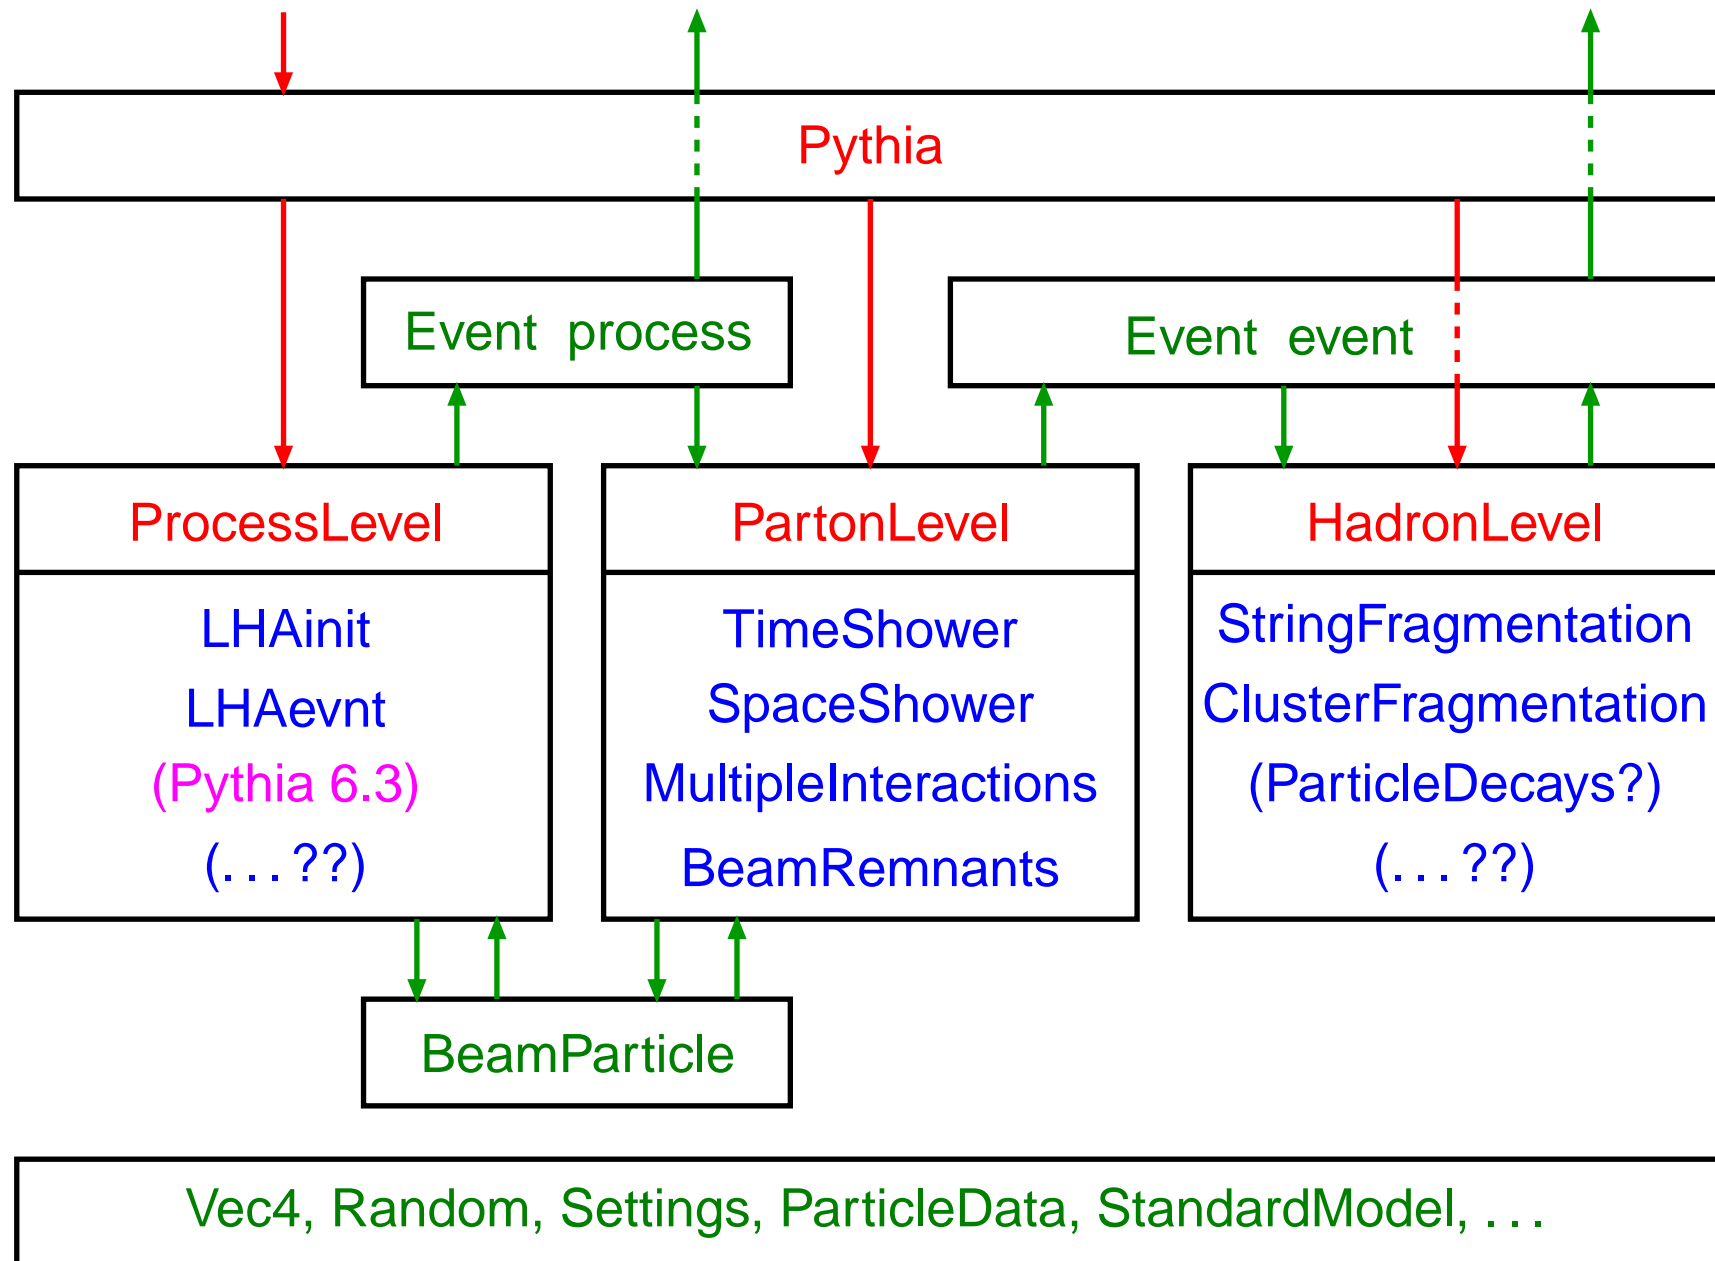 Pythia
Event process
Event event
ProcessLevel
LHAinit
LHAevnt
(Pythia 6.3)
(. . . ??)
PartonLevel
TimeShower
SpaceShower
MultipleInteractions
BeamRemnants
HadronLevel
StringFragmentation
ClusterFragmentation
(ParticleDecays?)
(. . . ??)
BeamParticle
Vec4, Random, Settings, ParticleData, StandardModel, . . .